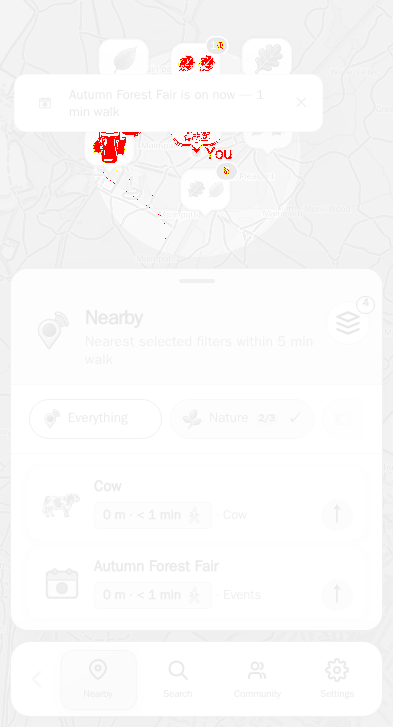 Autumn Forest Fair is on now — 1
min walk
You
Nearby
4
Nearest selected filters within 5 min
walk
Everything
Nature 2/3
Cow
0 m · < 1 min · Cow
Autumn Forest Fair
0 m · < 1 min · Events
Nearby
Search
Community
Settings